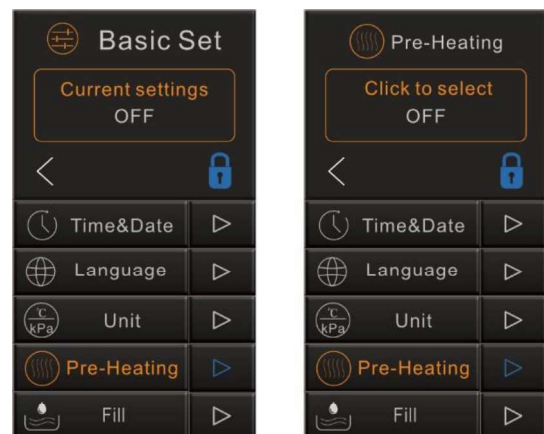 Basic Set
Current settings
OFF
Time&Date
Language
℃
kPa
Unit
Pre-Heating
Fill
Pre-Heating
Click to select
OFF
Time&Date
Language
℃
kPa
Unit
Pre-Heating
Fill